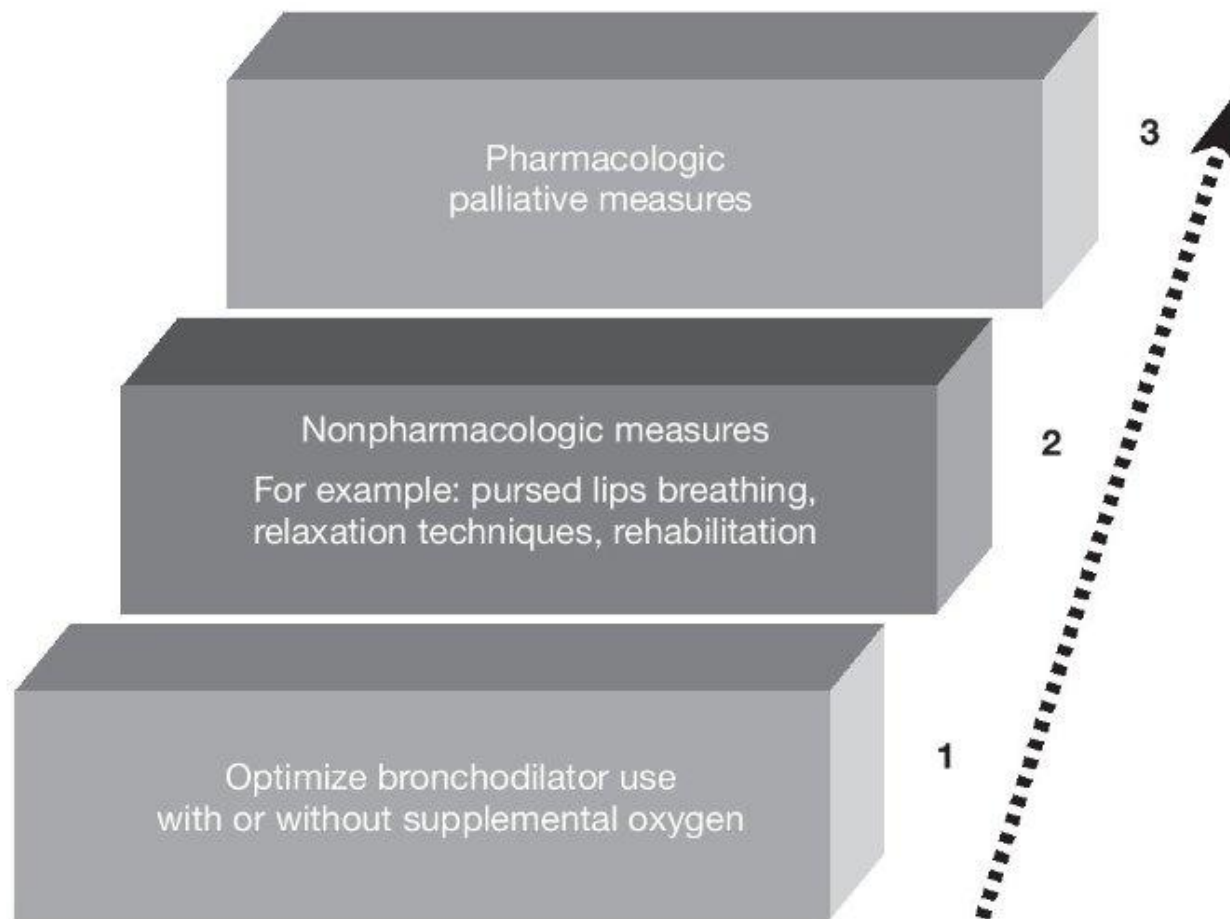 Pharmacologic
palliative measures
3
Nonpharmacologic measures
For example: pursed lips breathing,
relaxation techniques, rehabilitation
2
Optimize bronchodilator use
with or without supplemental oxygen
1